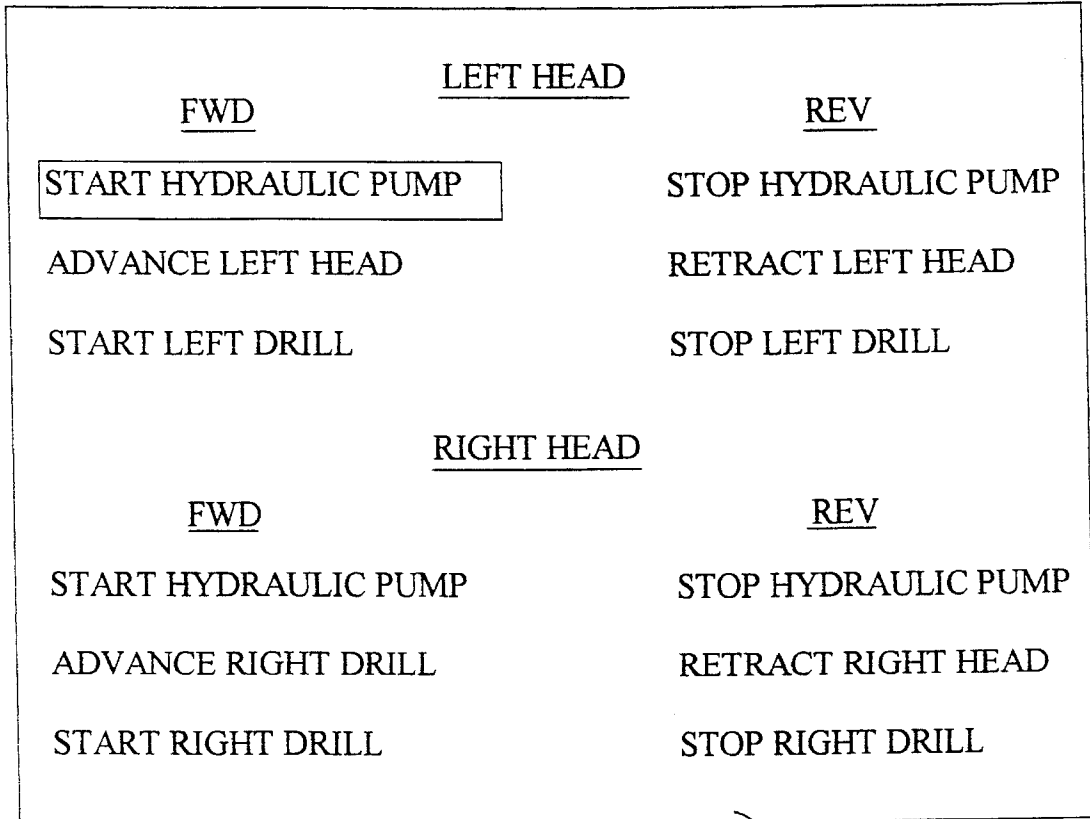 LEFT HEAD
FWD REV
START HYDRAULIC PUMP STOP HYDRAULIC PUMP
ADVANCE LEFT HEAD RETRACT LEFT HEAD
START LEFT DRILL STOP LEFT DRILL
RIGHT HEAD
FWD REV
START HYDRAULIC PUMP STOP HYDRAULIC PUMP
ADVANCE RIGHT DRILL RETRACT RIGHT HEAD
START RIGHT DRILL STOP RIGHT DRILL